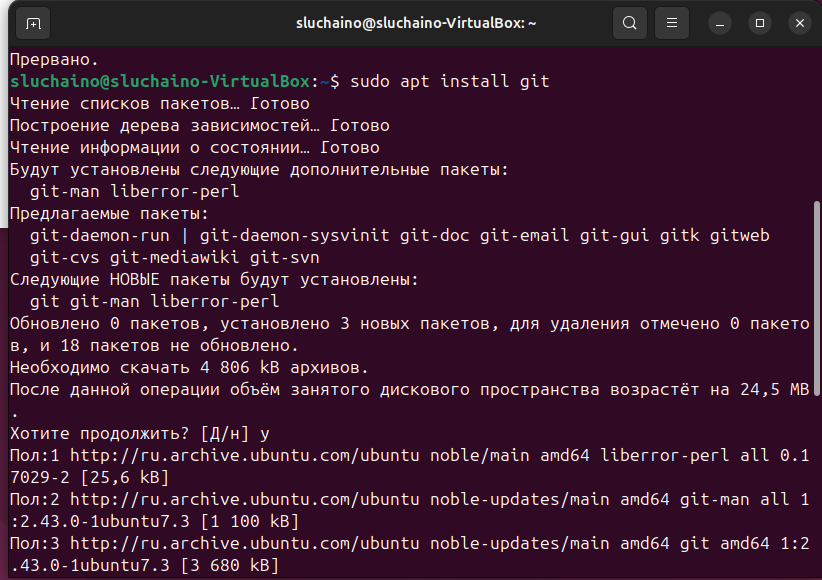 sluchaino@sluchaino-VirtualBox: ~
Прервано.
sluchaino@sluchaino-VirtualBox:~$ sudo apt install git
Чтение списков пакетов… Готово
Построение дерева зависимостей… Готово
Чтение информации о состоянии… Готово
Будут установлены следующие дополнительные пакеты:
  git-man liberror-perl
Предлагаемые пакеты:
  git-daemon-run | git-daemon-sysvinit git-doc git-email git-gui gitk gitweb
  git-cvs git-mediawiki git-svn
Следующие НОВЫЕ пакеты будут установлены:
  git git-man liberror-perl
Обновлено 0 пакетов, установлено 3 новых пакетов, для удаления отмечено 0 пакето
в, и 18 пакетов не обновлено.
Необходимо скачать 4 806 kB архивов.
После данной операции объём занятого дискового пространства возрастёт на 24,5 MB
.
Хотите продолжить? [Д/н] y
Пол:1 http://ru.archive.ubuntu.com/ubuntu noble/main amd64 liberror-perl all 0.1
7029-2 [25,6 kB]
Пол:2 http://ru.archive.ubuntu.com/ubuntu noble-updates/main amd64 git-man all 1
:2.43.0-1ubuntu7.3 [1 100 kB]
Пол:3 http://ru.archive.ubuntu.com/ubuntu noble-updates/main amd64 git amd64 1:2
.43.0-1ubuntu7.3 [3 680 kB]